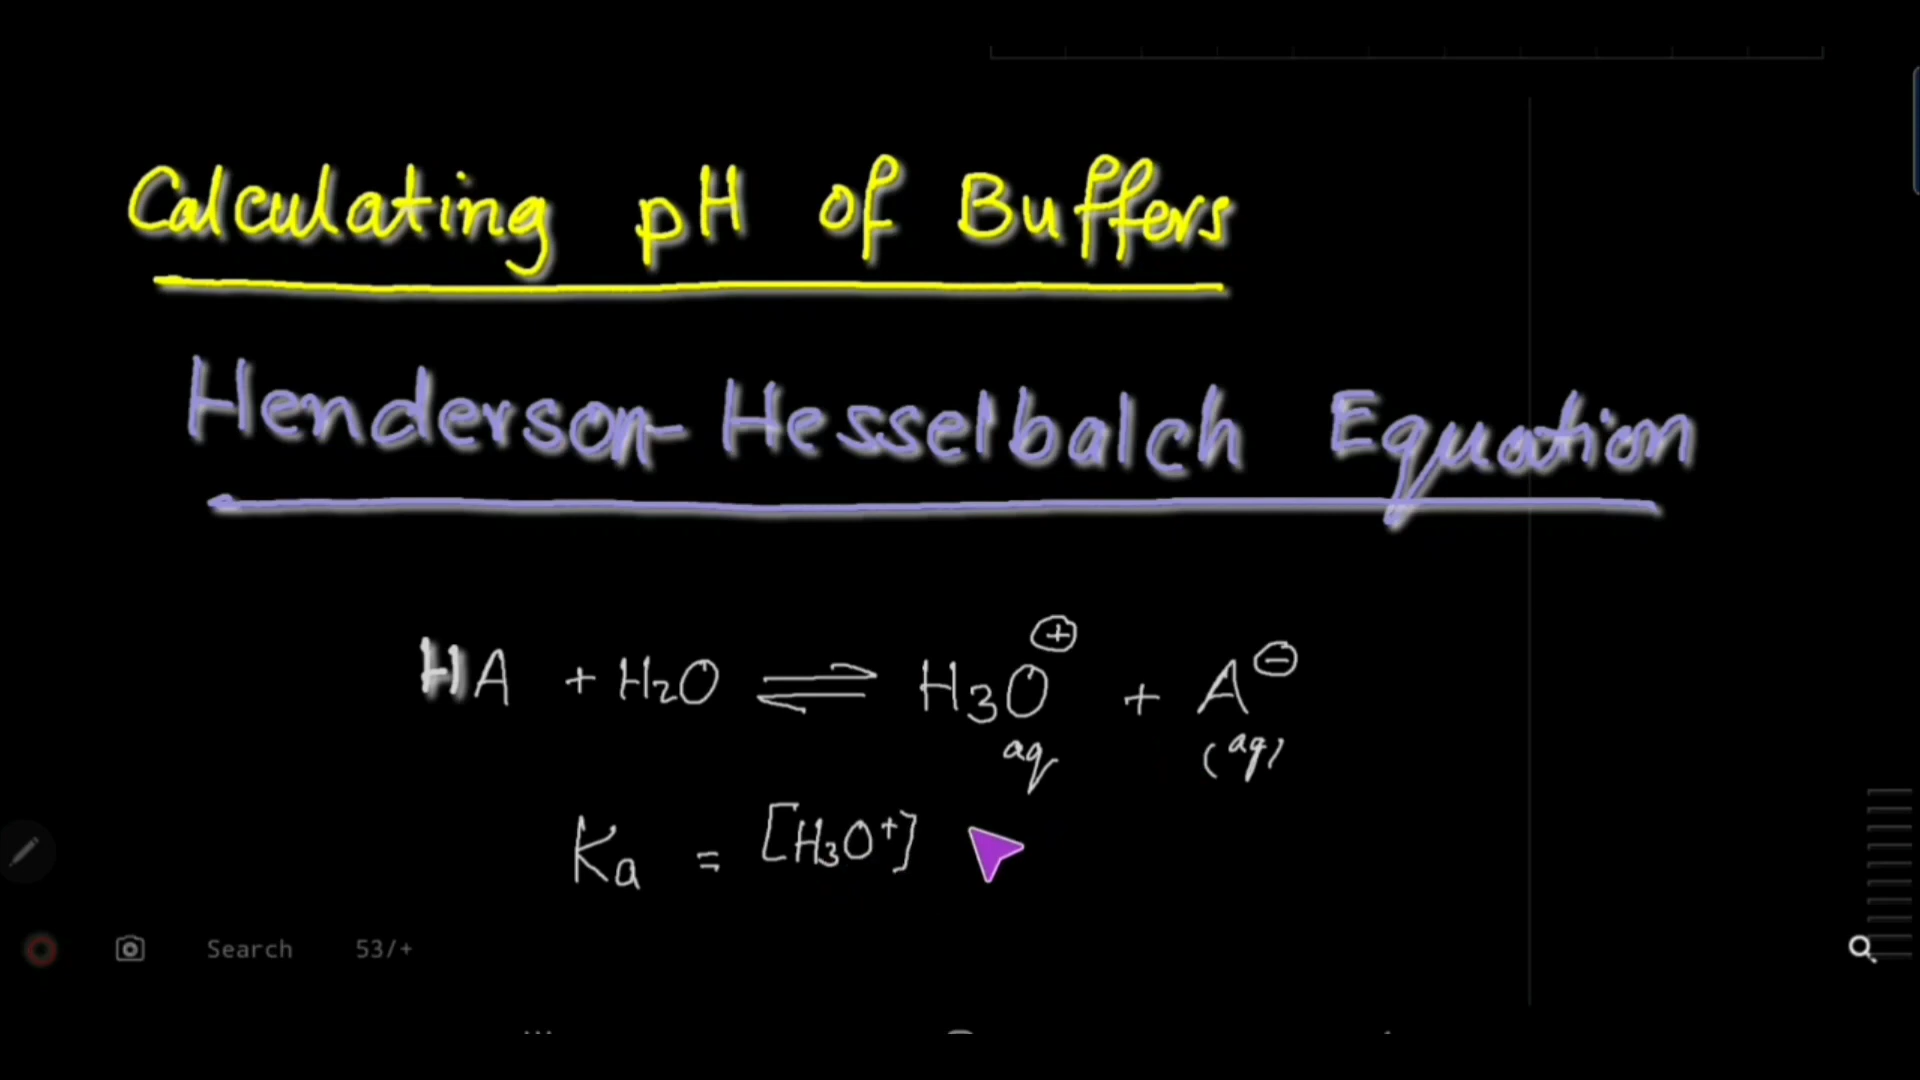 Calculating pH of Buffers
Henderson-Hesselbalch Equation
HA + H₂O ⇌ H₃O⊕ + A⊖
aq (aq)
Ka = [H₃O⁺]
Search 53/+